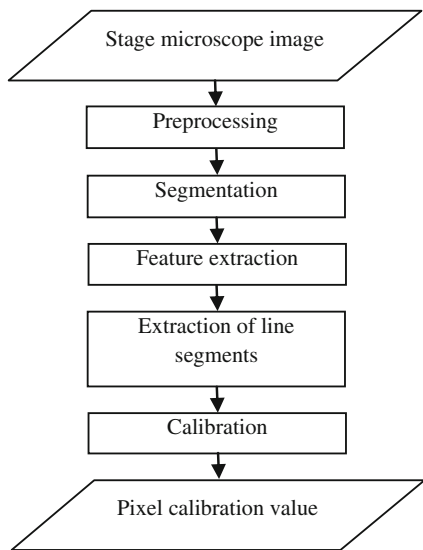 Stage microscope image
Preprocessing
Segmentation
Feature extraction
Extraction of line
segments
Calibration
Pixel calibration value